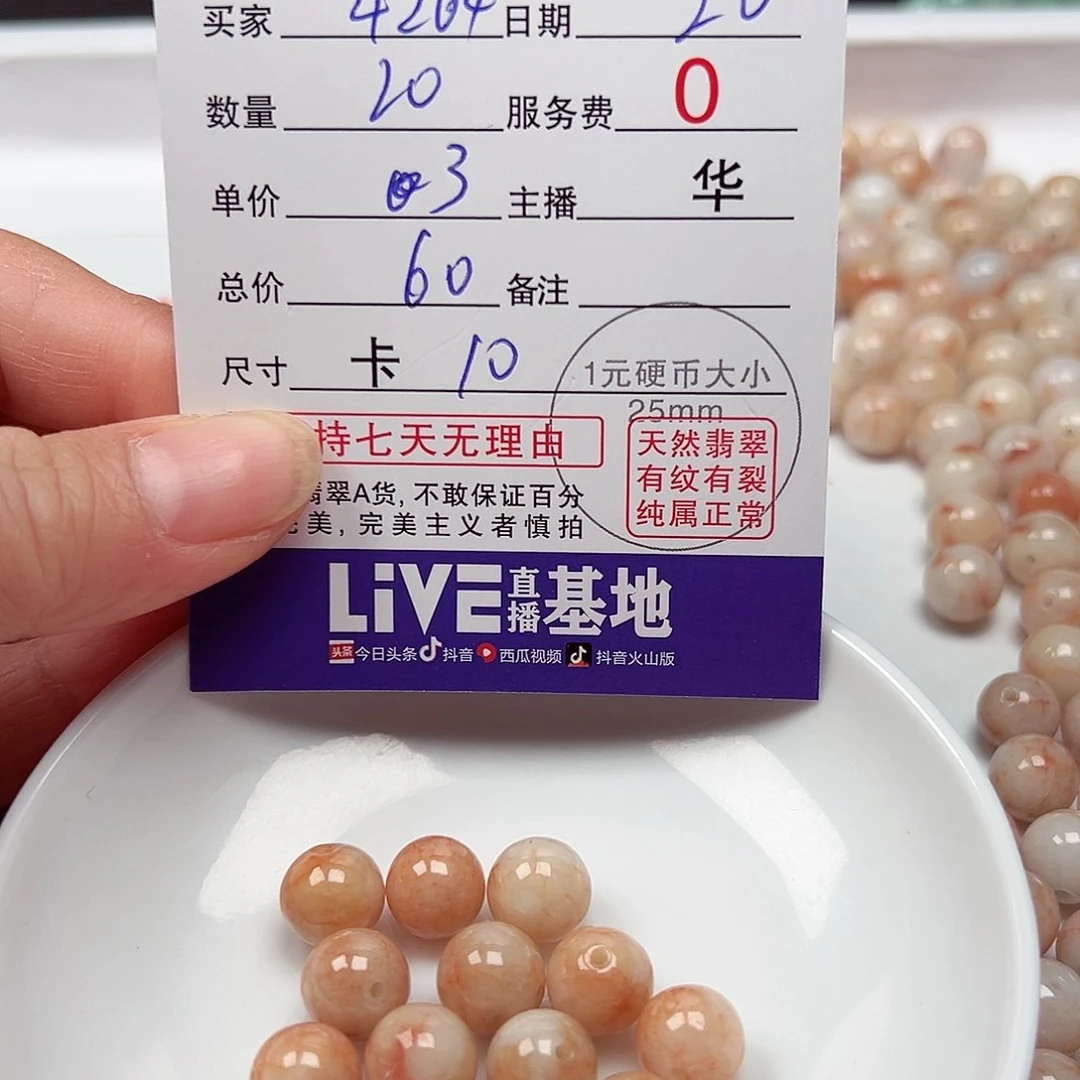 买家 4264 日期 20
数量 20 服务费 0
单价 3 主播 华
总价 60 备注
尺寸 卡 10
1元硬币大小
25mm
持七天无理由
天然翡翠
有纹有裂
纯属正常
翡翠A货,不敢保证百分
美,完美主义者慎拍
LiVE直播基地
头条 今日头条 抖音 西瓜视频 抖音火山版